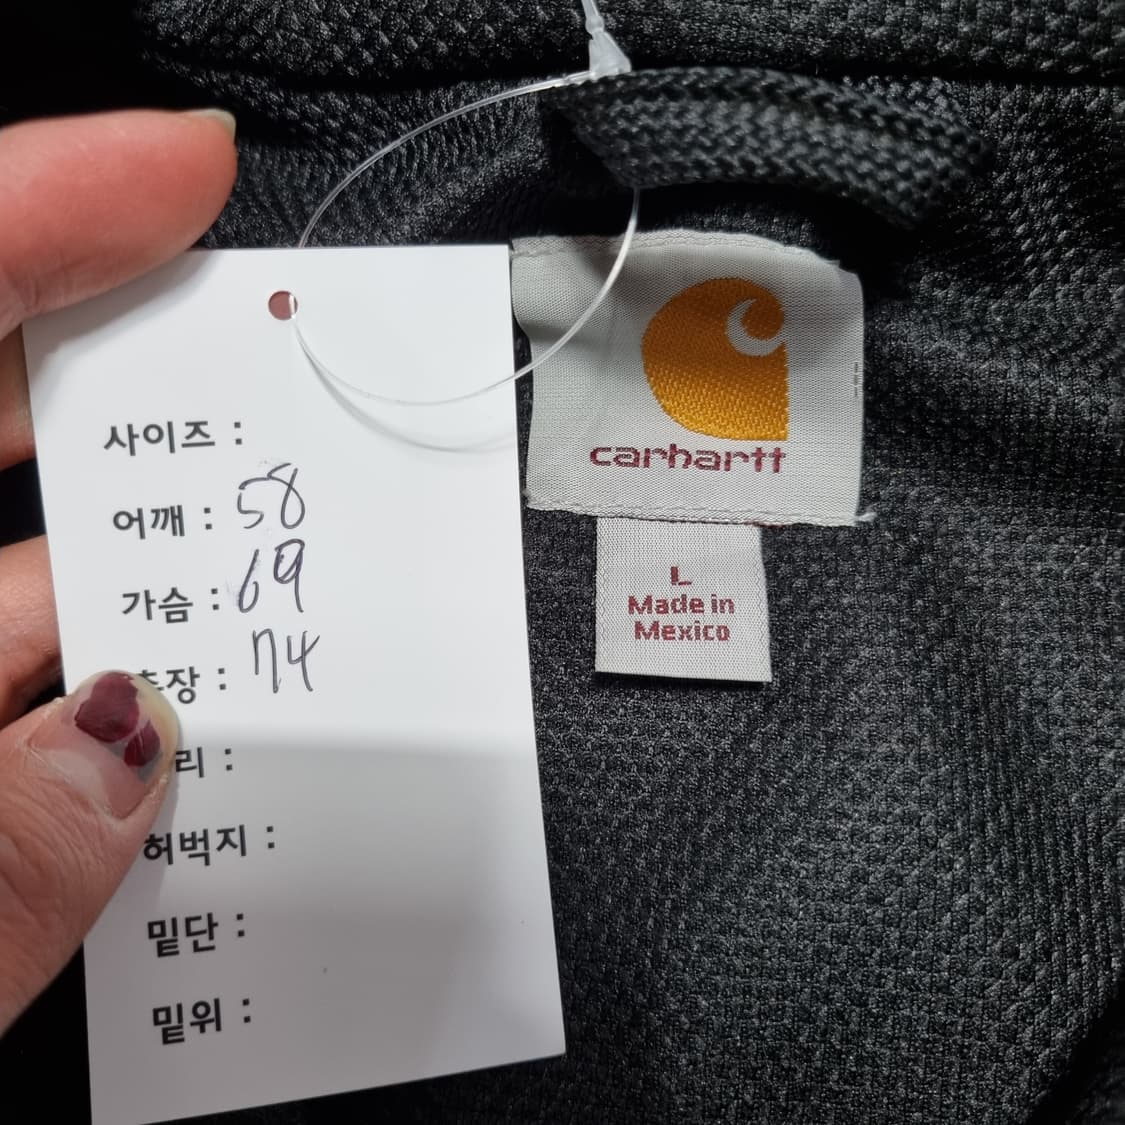 사이즈 :
어깨 : 58
가슴 : 69
총장 : 74
리 :
허벅지 :
밑단 :
밑위 :
carhartt
L
Made in
Mexico